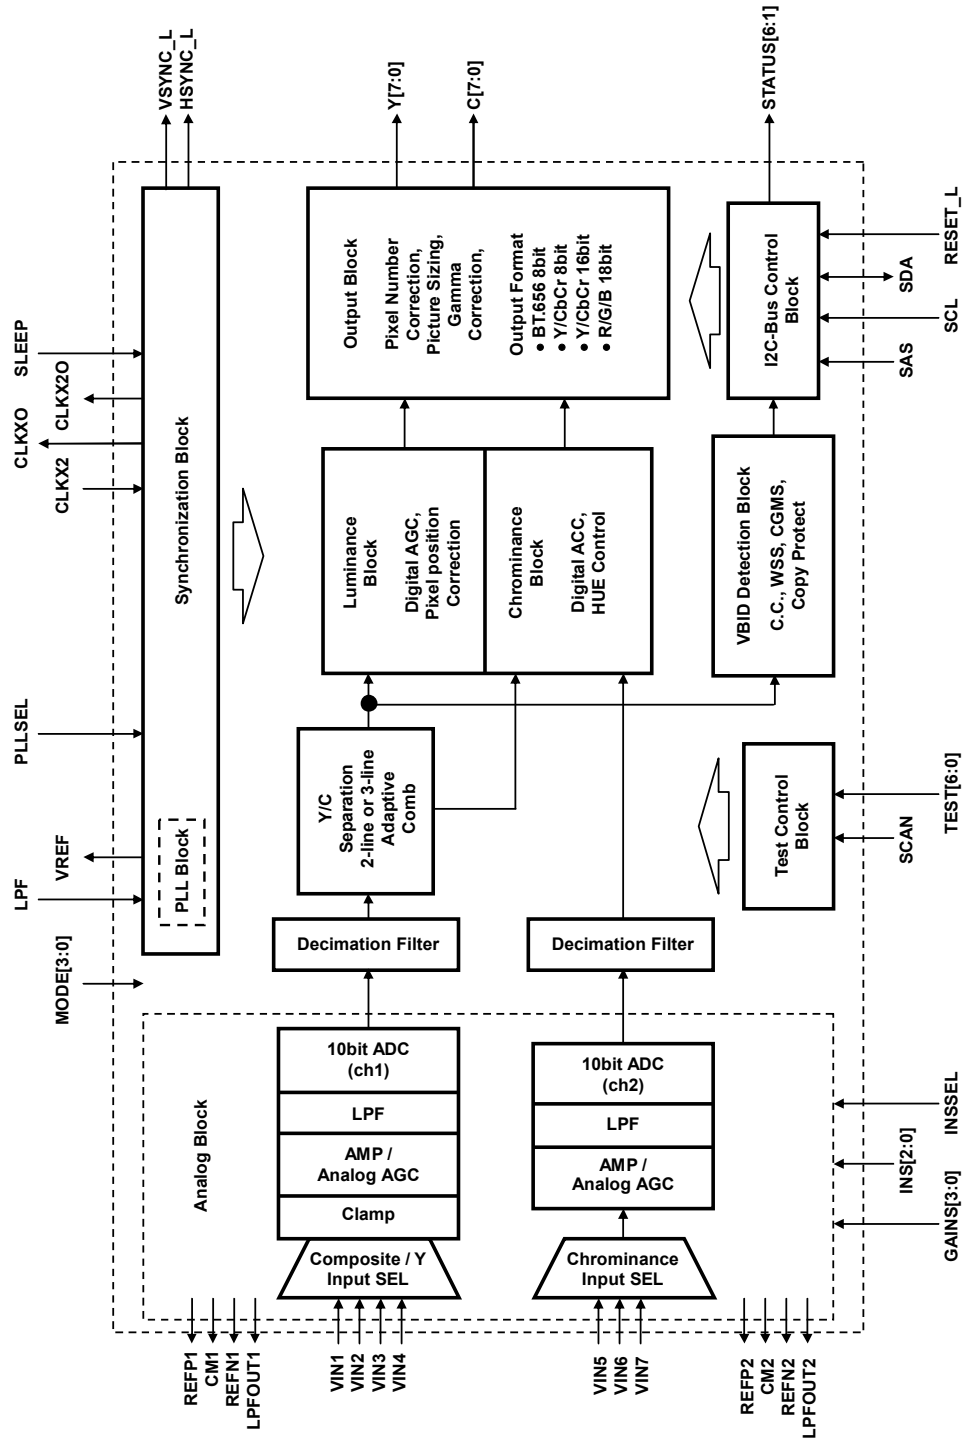 VSYNC_L
HSYNC_L
Y[7:0]
C[7:0]
STATUS[6:1]
SLEEP
CLKX2O
CLKXO
CLKX2
PLLSEL
VREF
LPF
MODE[3:0]
Synchronization Block
PLL Block
Output Block
Pixel Number
Correction,
Picture Sizing,
Gamma
Correction,
Output Format
● BT.656 8bit
● Y/CbCr 8bit
● Y/CbCr 16bit
● R/G/B 18bit
I2C-Bus Control
Block
RESET_L
SDA
SCL
SAS
Luminance
Block
Digital AGC,
Pixel position
Correction
Chrominance
Block
Digital ACC,
HUE Control
VBID Detection Block
C.C., WSS, CGMS,
Copy Protect
Y/C
Separation
2-line or 3-line
Adaptive
Comb
Test Control
Block
TEST[6:0]
SCAN
Decimation Filter
Decimation Filter
Analog Block
10bit ADC
(ch1)
LPF
AMP /
Analog AGC
Clamp
Composite / Y
Input SEL
10bit ADC
(ch2)
LPF
AMP /
Analog AGC
Chrominance
Input SEL
INSSEL
INS[2:0]
GAINS[3:0]
REFP1
CM1
REFN1
LPFOUT1
VIN1
VIN2
VIN3
VIN4
VIN5
VIN6
VIN7
REFP2
CM2
REFN2
LPFOUT2